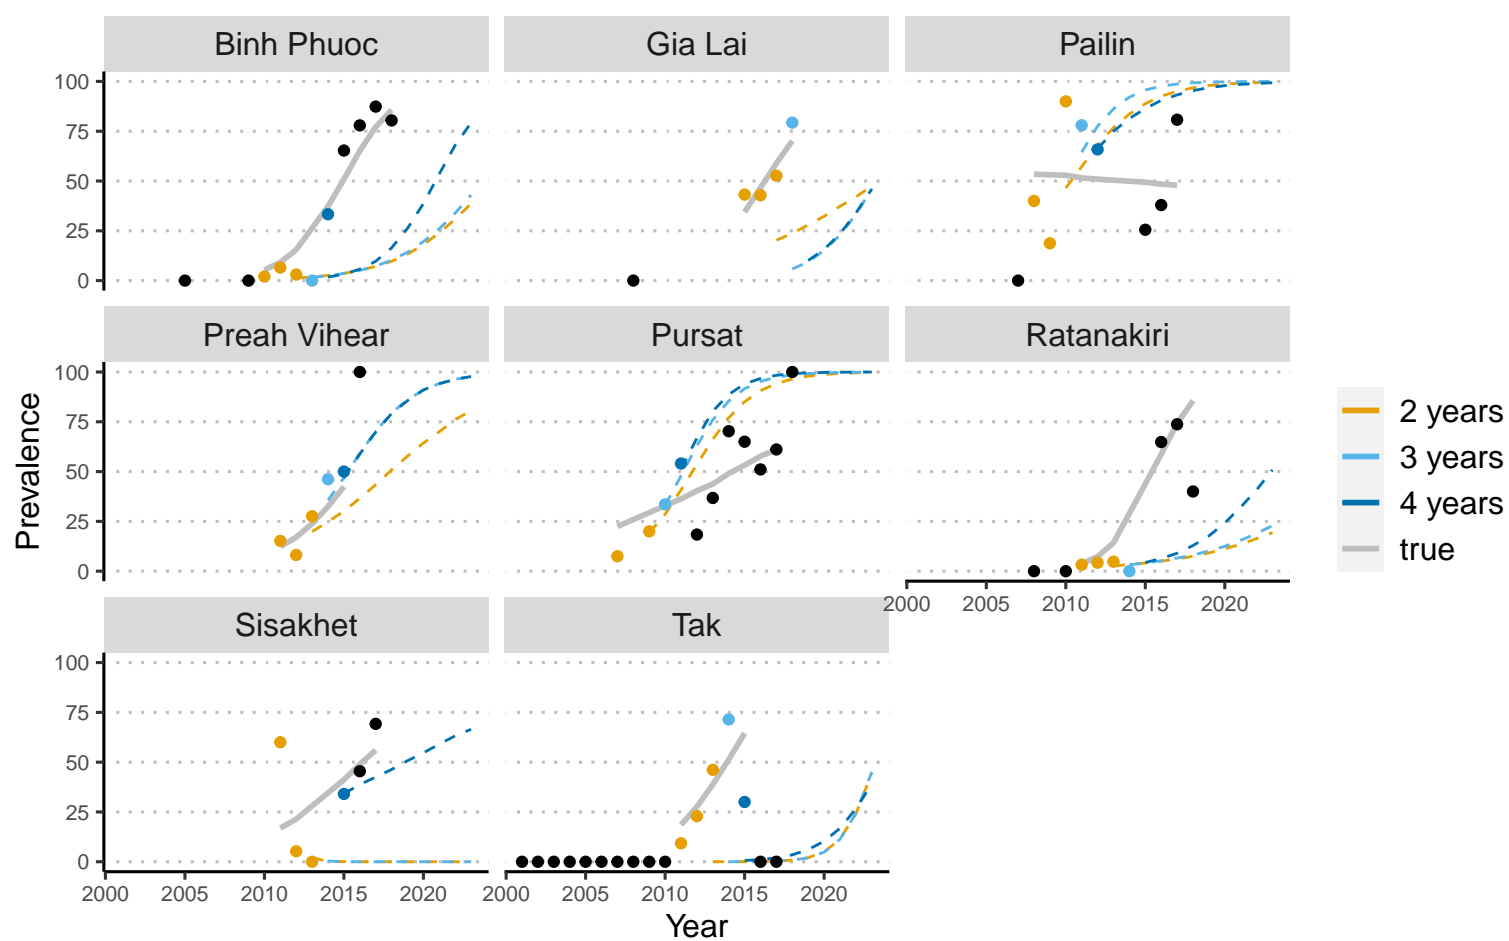 Binh Phuoc
Gia Lai
Pailin
100
75
50
25
0
Preah Vihear
Pursat
Ratanakiri
100
75
50
25
0
2000 2005 2010 2015 2020
Sisakhet
Tak
100
75
50
25
0
2000 2005 2010 2015 2020
2000 2005 2010 2015 2020
Year
Prevalence
2 years
3 years
4 years
true